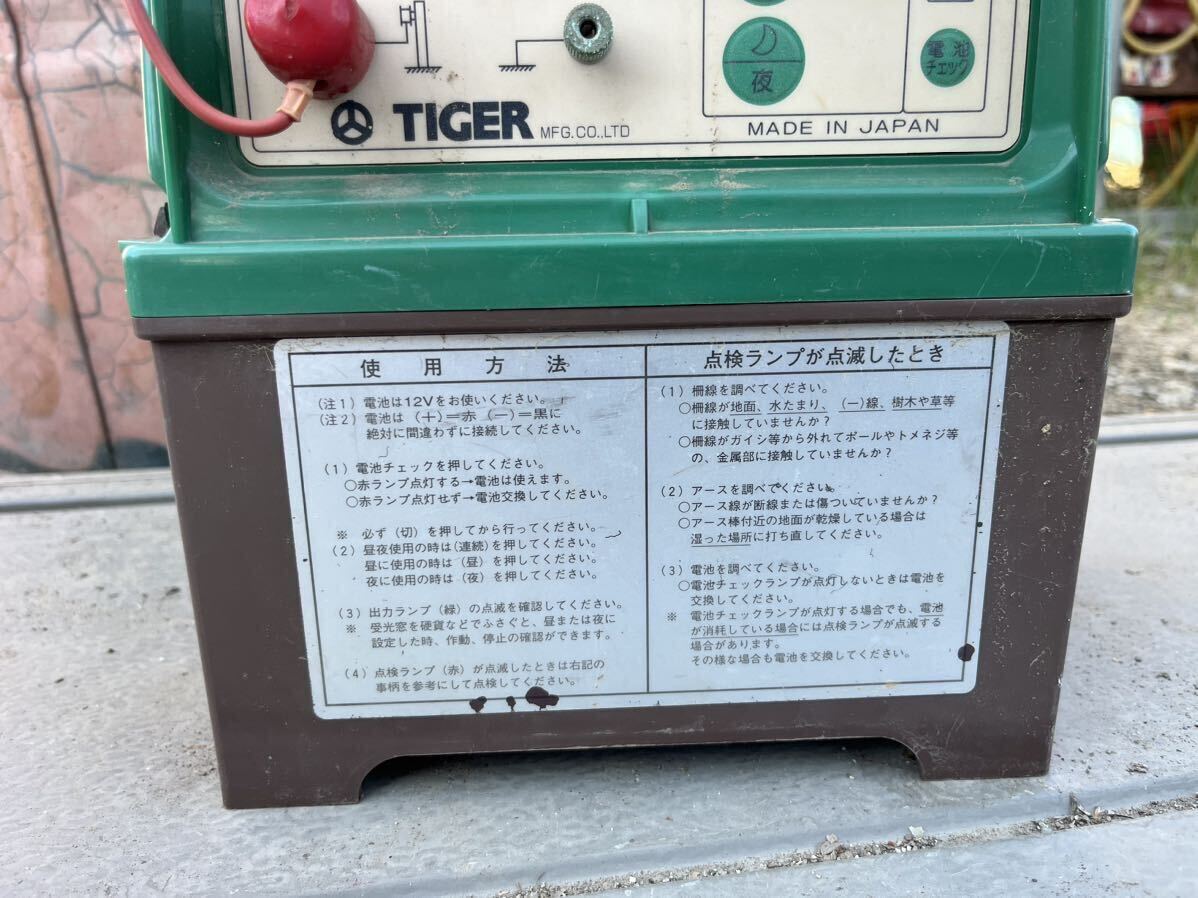 電池
チェック
夜
TIGER MFG.CO.,LTD
MADE IN JAPAN
使用方法
(注1) 電池は12Vをお使いください。
(注2) 電池は (+)=赤 (−)=黒に
絶対に間違わずに接続してください。
(1) 電池チェックを押してください。
○赤ランプ点灯する→電池は使えます。
○赤ランプ点灯せず→電池交換してください。
※ 必ず (切) を押してから行ってください。
(2) 昼夜使用の時は(連続)を押してください。
昼に使用の時は (昼) を押してください。
夜に使用の時は (夜) を押してください。
(3) 出力ランプ (緑) の点滅を確認してください。
※ 受光窓を硬貨などでふさぐと、昼または夜に
設定した時、作動、停止の確認ができます。
(4) 点検ランプ (赤) が点滅したときは右記の
事柄を参考にして点検してください。
点検ランプが点滅したとき
(1) 柵線を調べてください。
○柵線が地面、水たまり、(−)線、樹木や草等
に接触していませんか?
○柵線がガイシ等から外れてポールやトメネジ等
の、金属部に接触していませんか?
(2) アースを調べてください。
○アース線が断線または傷ついていませんか?
○アース棒付近の地面が乾燥している場合は
湿った場所に打ち直してください。
(3) 電池を調べてください。
○電池チェックランプが点灯しないときは電池を
交換してください。
※ 電池チェックランプが点灯する場合でも、電池
が消耗している場合には点検ランプが点滅する
場合があります。
その様な場合も電池を交換してください。